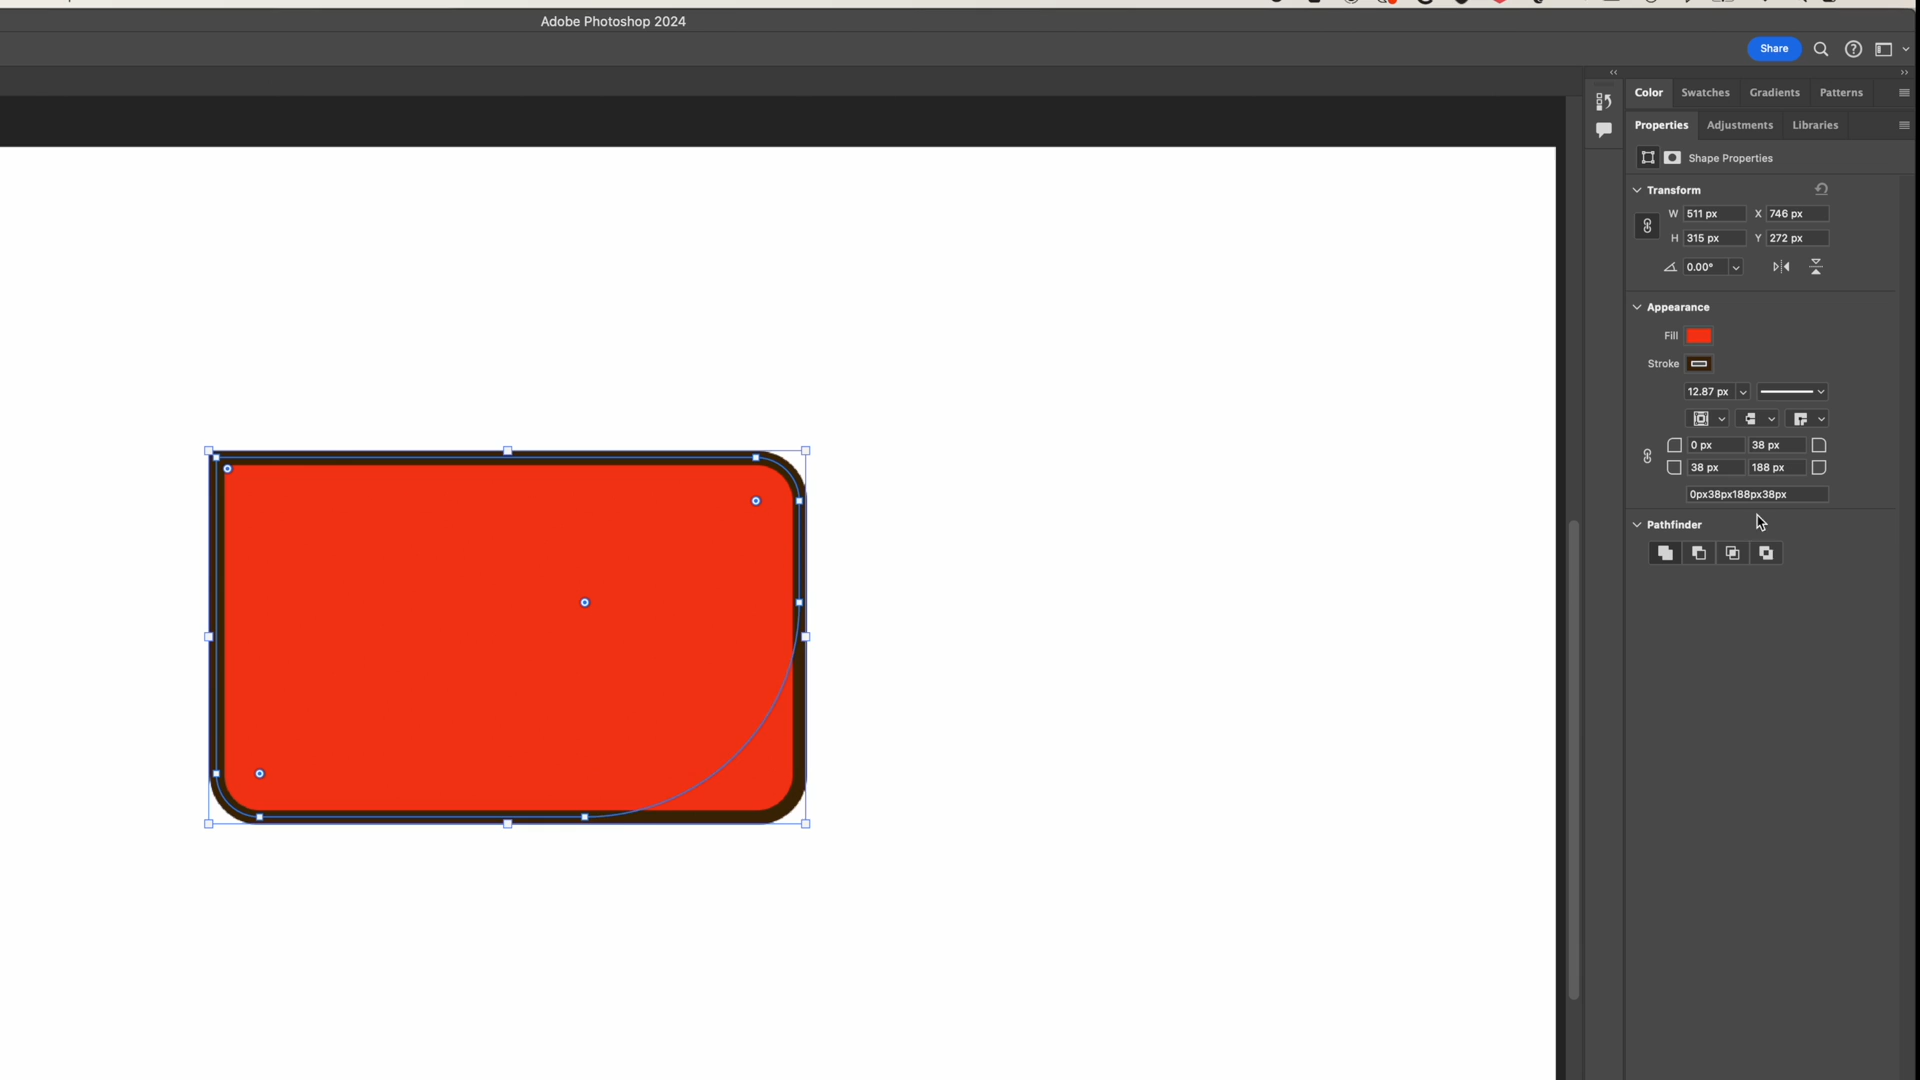 Adobe Photoshop 2024
Share
Color Swatches Gradients Patterns
Properties Adjustments Libraries
Shape Properties
Transform
W 511 px X 746 px
H 315 px Y 272 px
0.00°
Appearance
Fill
Stroke
12.87 px
0 px 38 px
38 px 188 px
0px38px188px38px
Pathfinder